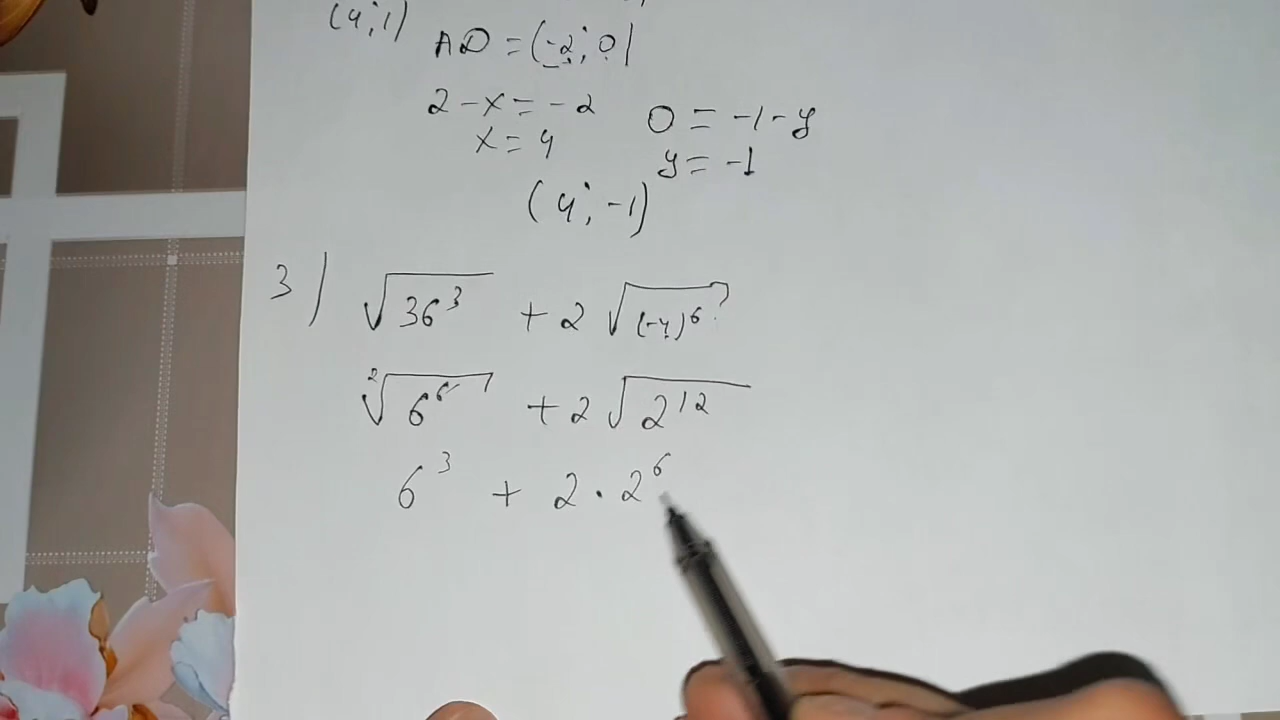 (4;1)
AD = (-2; 0)
2 - x = -2    0 = -1 - y
x = 4    y = -1
(4; -1)
3) √36³ + 2 √(-4)⁶
²√6⁶ + 2 √2¹²
6³ + 2 · 2⁶